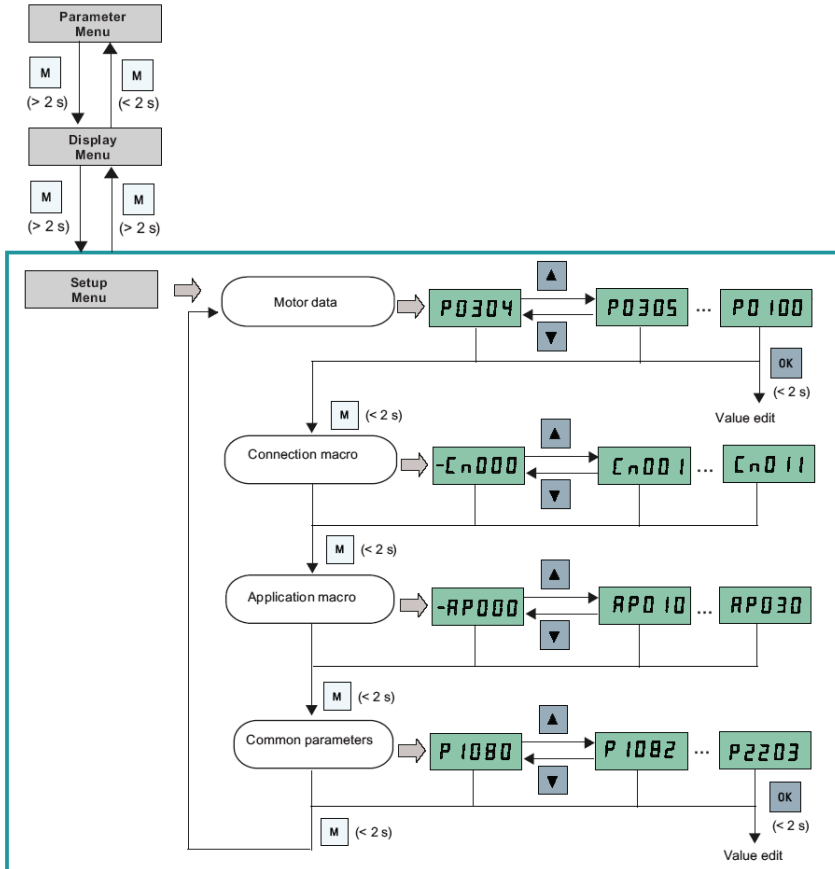 Parameter
Menu
M M
(> 2 s) (< 2 s)
Display
Menu
M M
(> 2 s) (> 2 s)
Setup
Menu
Motor data
P0304 P0305 ... P0100
OK
(< 2 s)
Value edit
M (< 2 s)
Connection macro
-Cn000 Cn001 ... Cn011
M (< 2 s)
Application macro
-AP000 AP010 ... AP030
M (< 2 s)
Common parameters
P1080 P1082 ... P2203
OK
(< 2 s)
Value edit
M (< 2 s)